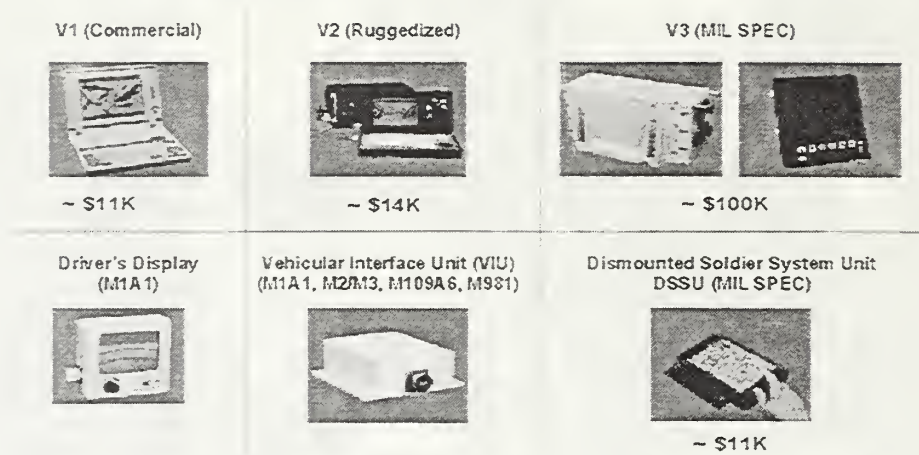 V1 (Commercial)
V2 (Ruggedized)
V3 (MIL SPEC)
~ $11K
~ $14K
~ $100K
Driver's Display
(M1A1)
Vehicular Interface Unit (VIU)
(M1A1, M2/M3, M109A6, M981)
Dismounted Soldier System Unit
DSSU (MIL SPEC)
~ $11K